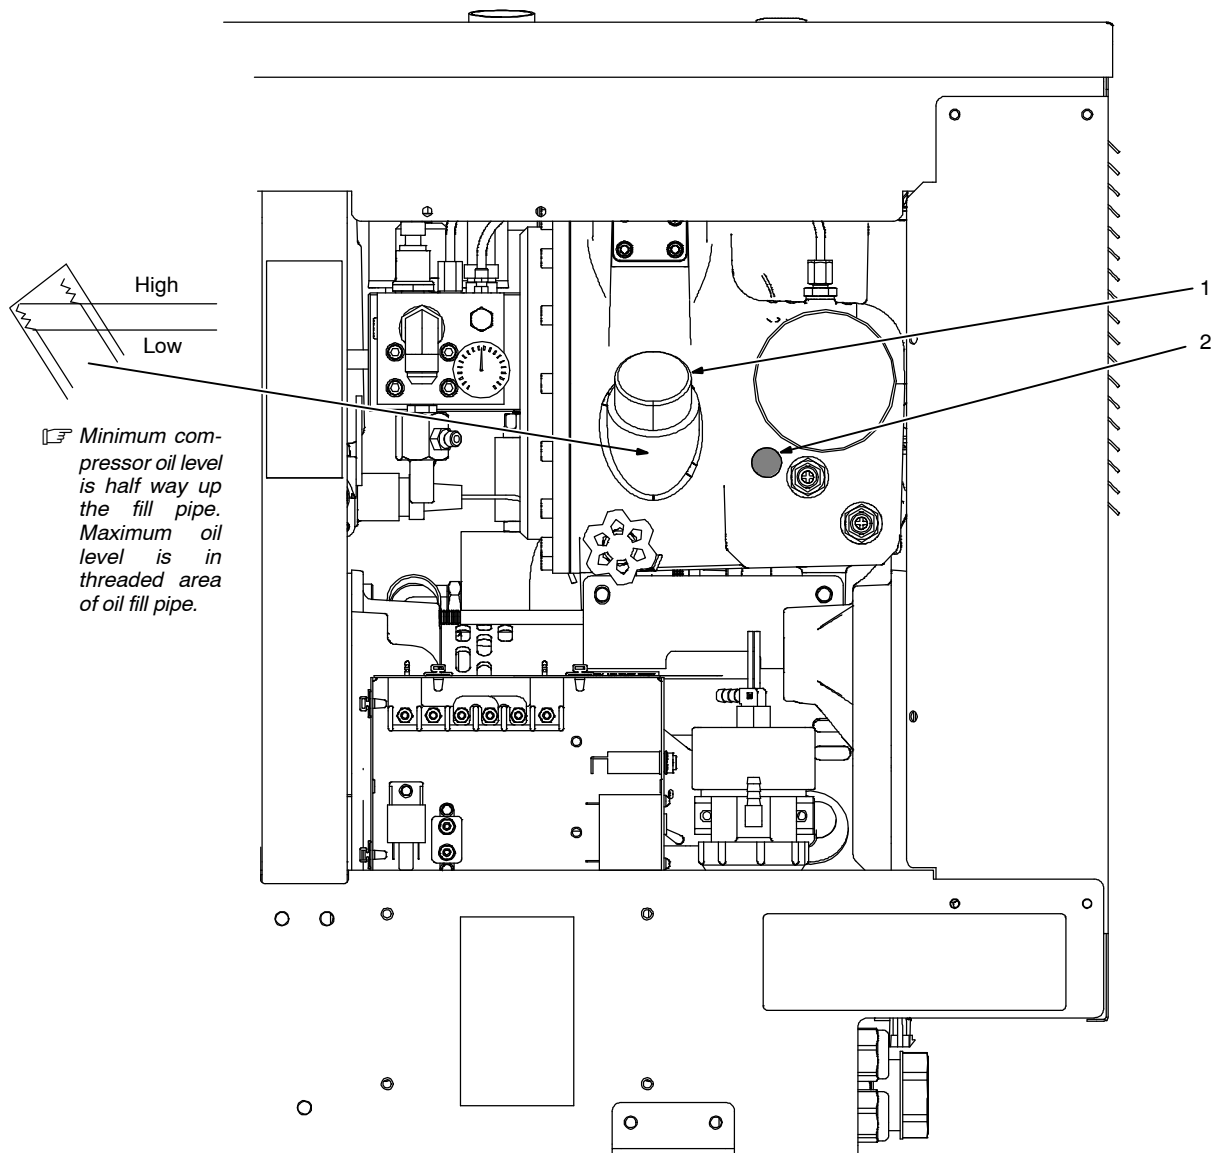 High
Low
1
2
☞ Minimum com-
pressor oil level
is half way up
the fill pipe.
Maximum oil
level is in
threaded area
of oil fill pipe.